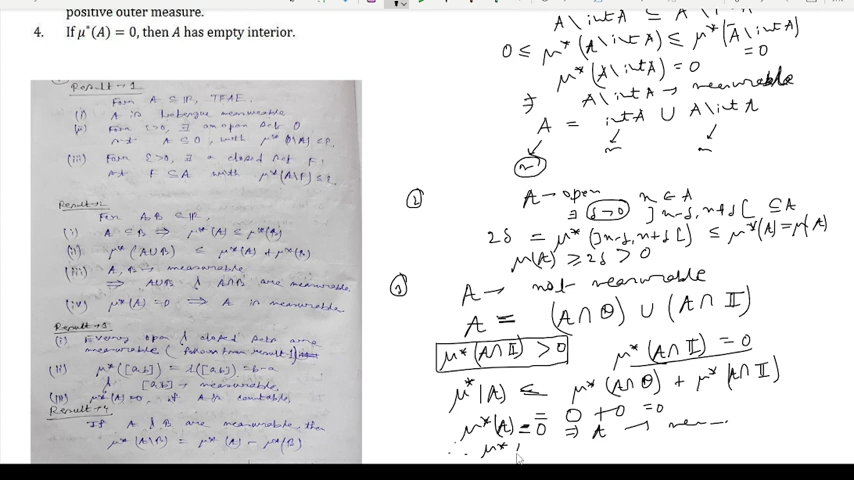 positive outer measure.
4. If μ*(A) = 0, then A has empty interior.
Result → 1
For A ⊆ ℝ, TFAE.
(i) A is Lebesgue measurable
(ii) For ε>0, ∃ an open set O
A ⊆ O, with μ*(O\A) ≤ ε.
(iii) For ε>0, ∃ a closed set F,
F ⊆ A with μ*(A\F) ≤ ε.
Result-2
For A,B ⊆ ℝ,
(i) A ⊆ B ⇒ μ*(A) ≤ μ*(B)
(ii) μ*(A∪B) ≤ μ*(A) + μ*(B)
(iii) A, B → measurable
⇒ A∪B & A∩B are measurable
(iv) μ*(A) = 0 ⇒ A is measurable
Result → 3
(i) Every open & closed sets are
measurable (follows from result 1)
(ii) μ*([a,b]) = l([a,b]) = b-a
& [a,b] → measurable.
(iii) μ*(A)=0, if A is countable.
Result → 4
If A & B are measurable, then
μ*(A\B) = μ*(A) - μ*(B)
A\int A ⊆ A\
0 ≤ μ*(A\int A) ≤ μ*(Ā\int A)
= 0
μ*(A\int A) = 0
⇒ A\int A → measurable
A = int A ∪ A\int A
m m
m
②
A → open
∃ δ→0 x ∈ A ]x-δ, x+δ[ ⊆ A
2δ = μ*(]x-δ, x+δ[) ≤ μ*(A) = μ(A)
μ(A) ≥ 2δ > 0
③
A → not measurable
A = (A∩ℚ) ∪ (A∩𝕀)
μ*(A∩𝕀) > 0 μ*(A∩𝕀) = 0
μ*(A) ≤ μ*(A∩ℚ) + μ*(A∩𝕀)
= 0 + 0 = 0
μ*(A) = 0 ⇒ A →
∴ μ*